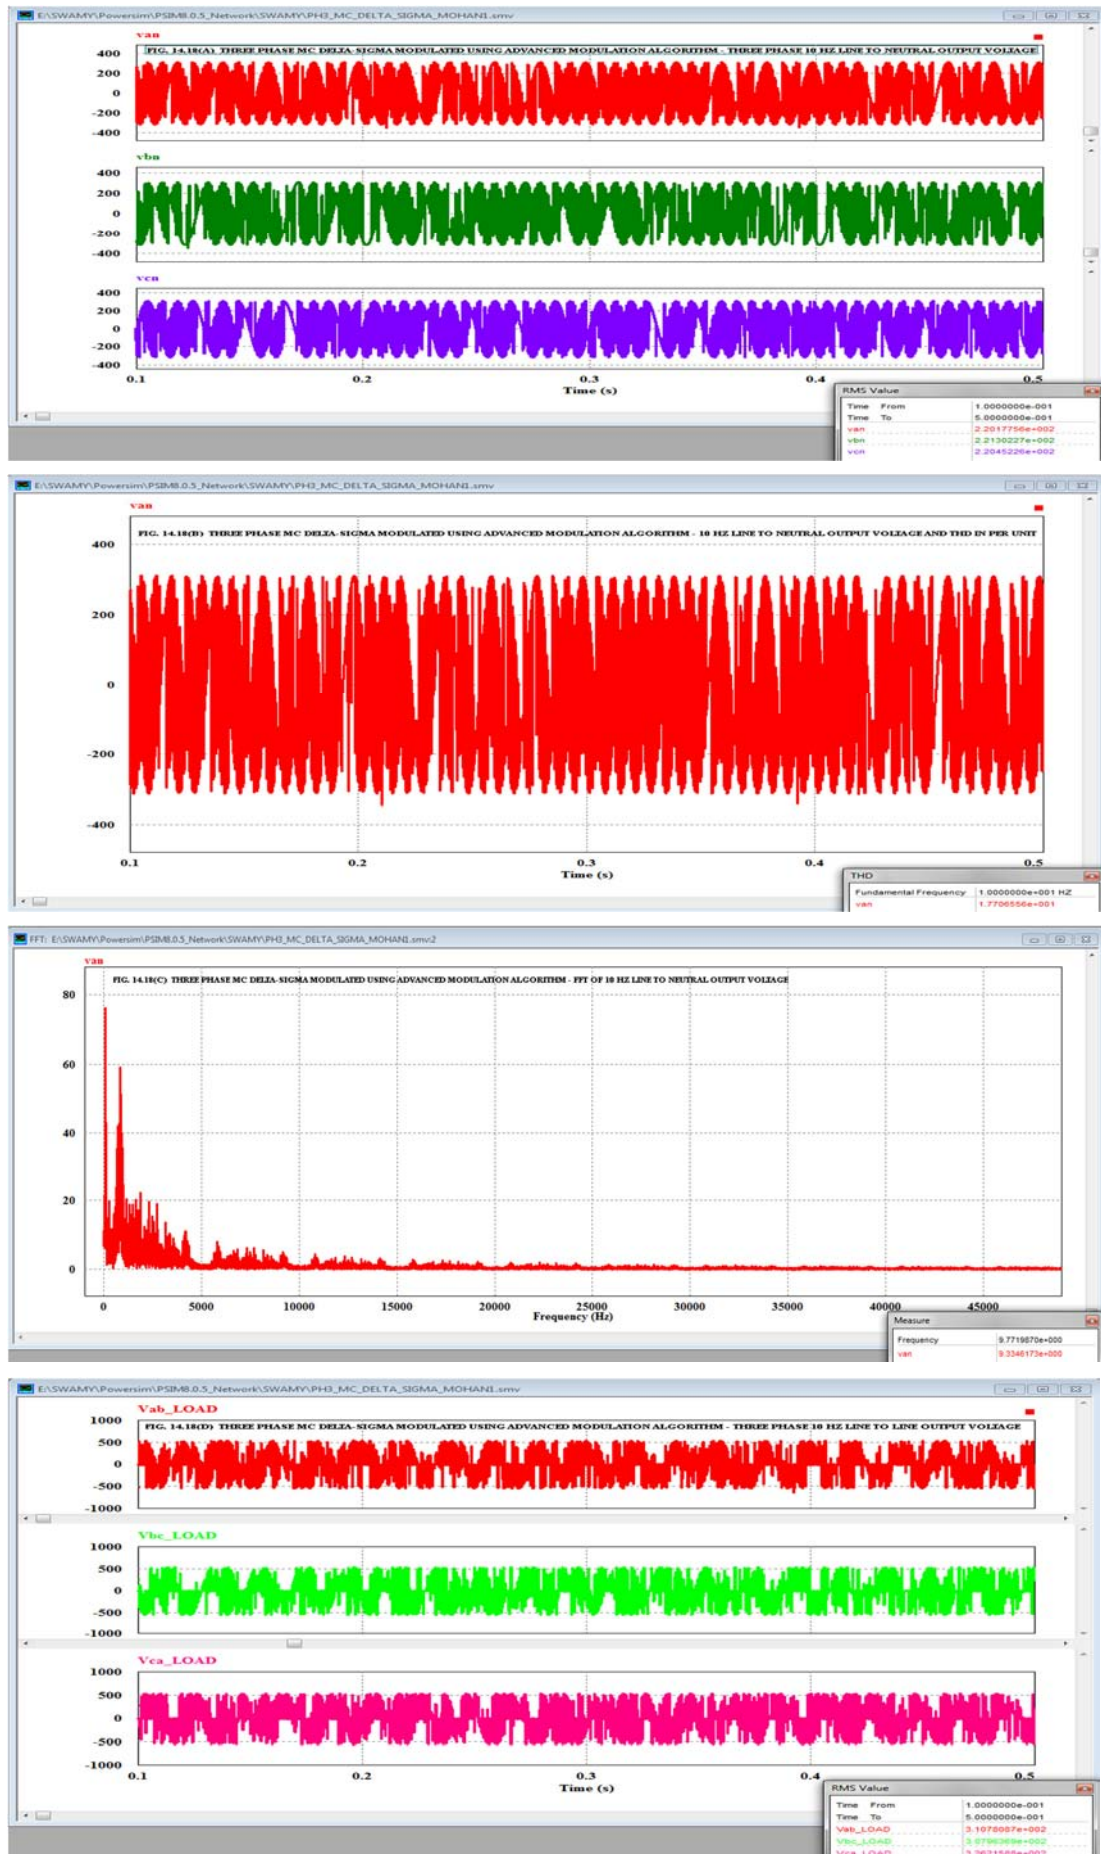 E:\SWAMY\Powersim\PSIM8.0.5_Network\SWAMY\PH3_MC_DELTA_SIGMA_MOHAN1.smv
van
FIG. 14.18(A) THREE PHASE MC DELTA-SIGMA MODULATED USING ADVANCED MODULATION ALGORITHM - THREE PHASE 10 HZ LINE TO NEUTRAL OUTPUT VOLTAGE
400
200
0
-200
-400
vbn
400
200
0
-200
-400
vcn
400
200
0
-200
-400
0.1 0.2 0.3 0.4 0.5
Time (s)
RMS Value
Time From 1.0000000e-001
Time To 5.0000000e-001
van 2.2017756e+002
vbn 2.2130227e+002
vcn 2.2045226e+002
E:\SWAMY\Powersim\PSIM8.0.5_Network\SWAMY\PH3_MC_DELTA_SIGMA_MOHAN1.smv
van
FIG. 14.18(B) THREE PHASE MC DELTA-SIGMA MODULATED USING ADVANCED MODULATION ALGORITHM - 10 HZ LINE TO NEUTRAL OUTPUT VOLTAGE AND THD IN PER UNIT
400
200
0
-200
-400
0.1 0.2 0.3 0.4 0.5
Time (s)
THD
Fundamental Frequency 1.0000000e+001 HZ
van 1.7706556e+001
FFT: E:\SWAMY\Powersim\PSIM8.0.5_Network\SWAMY\PH3_MC_DELTA_SIGMA_MOHAN1.smv:2
van
FIG. 14.18(C) THREE PHASE MC DELTA-SIGMA MODULATED USING ADVANCED MODULATION ALGORITHM - FFT OF 10 HZ LINE TO NEUTRAL OUTPUT VOLTAGE
80
60
40
20
0
0 5000 10000 15000 20000 25000 30000 35000 40000 45000
Frequency (Hz)
Measure
Frequency 9.7719870e+000
van 9.3346173e+000
E:\SWAMY\Powersim\PSIM8.0.5_Network\SWAMY\PH3_MC_DELTA_SIGMA_MOHAN1.smv
Vab_LOAD
FIG. 14.18(D) THREE PHASE MC DELTA-SIGMA MODULATED USING ADVANCED MODULATION ALGORITHM - THREE PHASE 10 HZ LINE TO LINE OUTPUT VOLTAGE
1000
500
0
-500
-1000
Vbc_LOAD
1000
500
0
-500
-1000
Vca_LOAD
1000
500
0
-500
-1000
0.1 0.2 0.3 0.4 0.5
Time (s)
RMS Value
Time From 1.0000000e-001
Time To 5.0000000e-001
Vab_LOAD 3.1078087e+002
Vbc_LOAD
Vca_LOAD